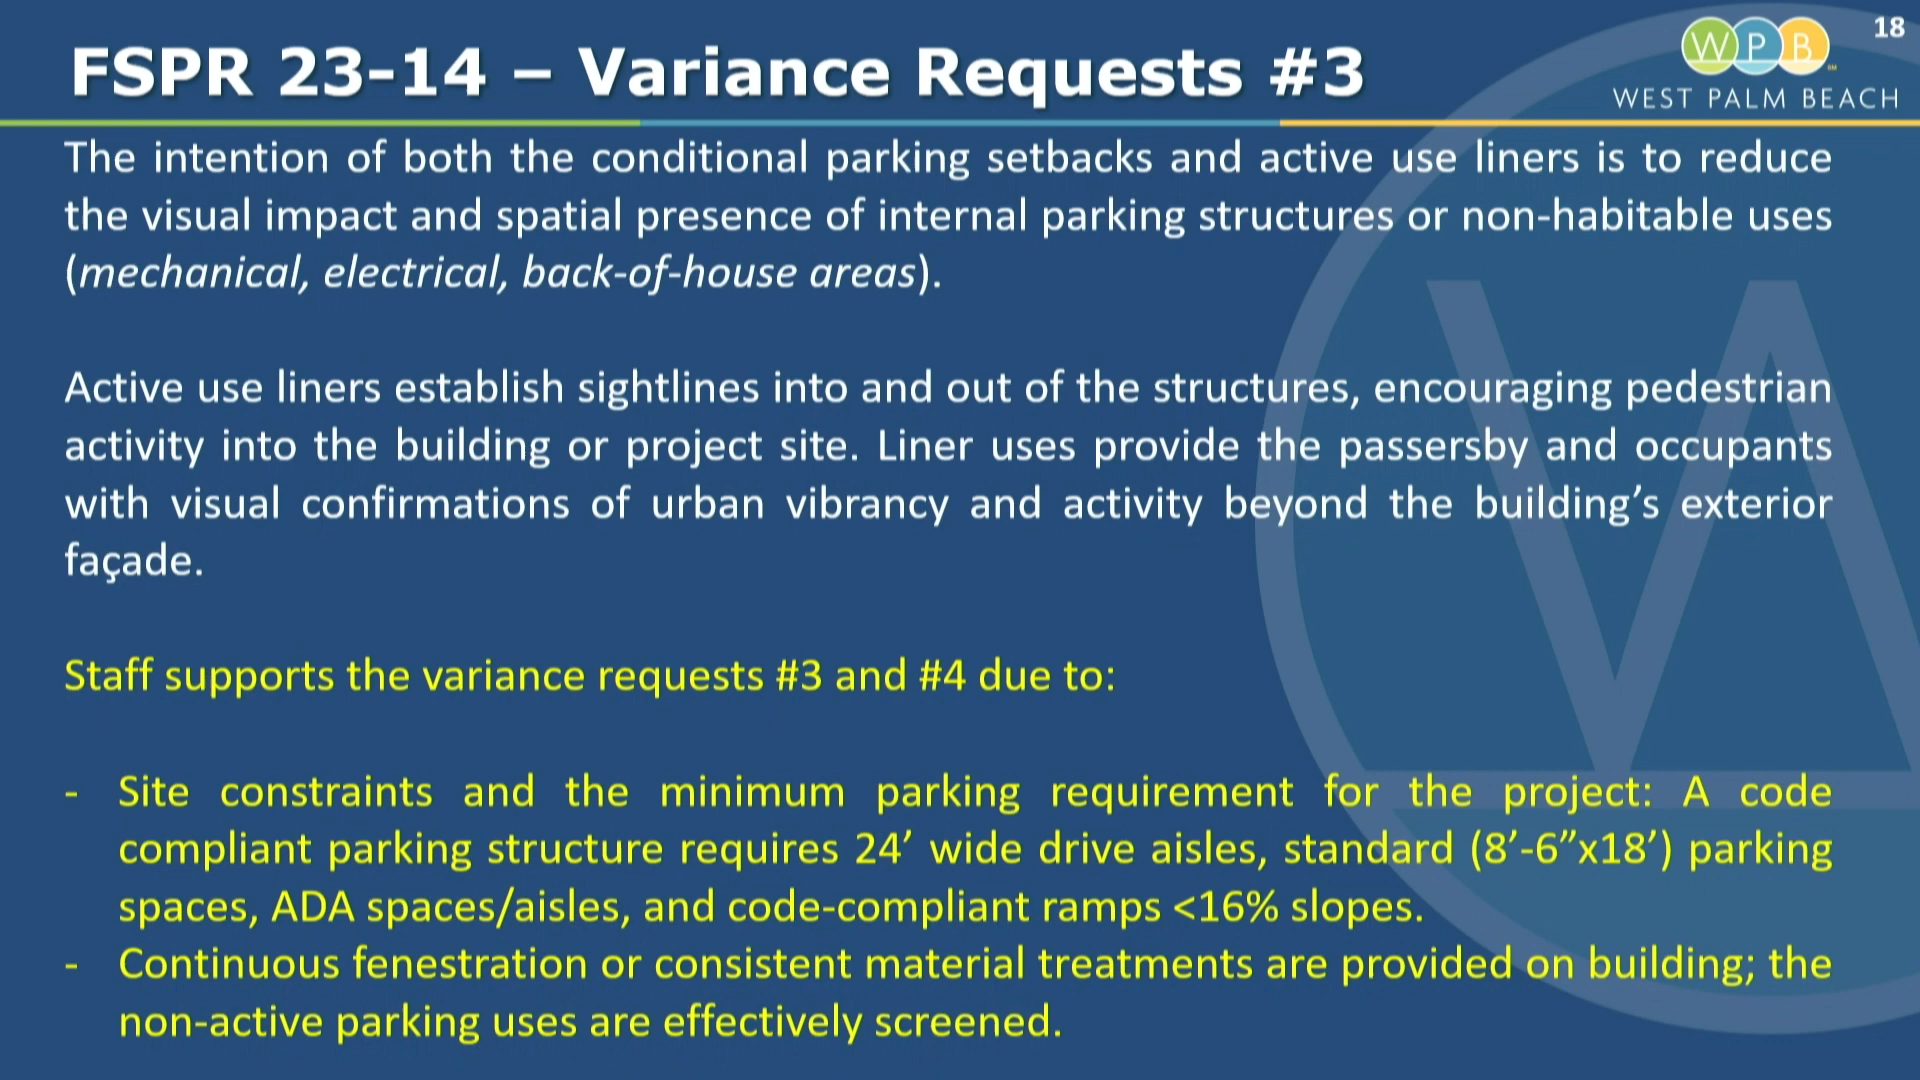 18
FSPR 23-14 – Variance Requests #3
W P B
WEST PALM BEACH
The intention of both the conditional parking setbacks and active use liners is to reduce
the visual impact and spatial presence of internal parking structures or non-habitable uses
(mechanical, electrical, back-of-house areas).
Active use liners establish sightlines into and out of the structures, encouraging pedestrian
activity into the building or project site. Liner uses provide the passersby and occupants
with visual confirmations of urban vibrancy and activity beyond the building’s exterior
façade.
Staff supports the variance requests #3 and #4 due to:
- Site constraints and the minimum parking requirement for the project: A code
compliant parking structure requires 24’ wide drive aisles, standard (8’-6”x18’) parking
spaces, ADA spaces/aisles, and code-compliant ramps <16% slopes.
- Continuous fenestration or consistent material treatments are provided on building; the
non-active parking uses are effectively screened.